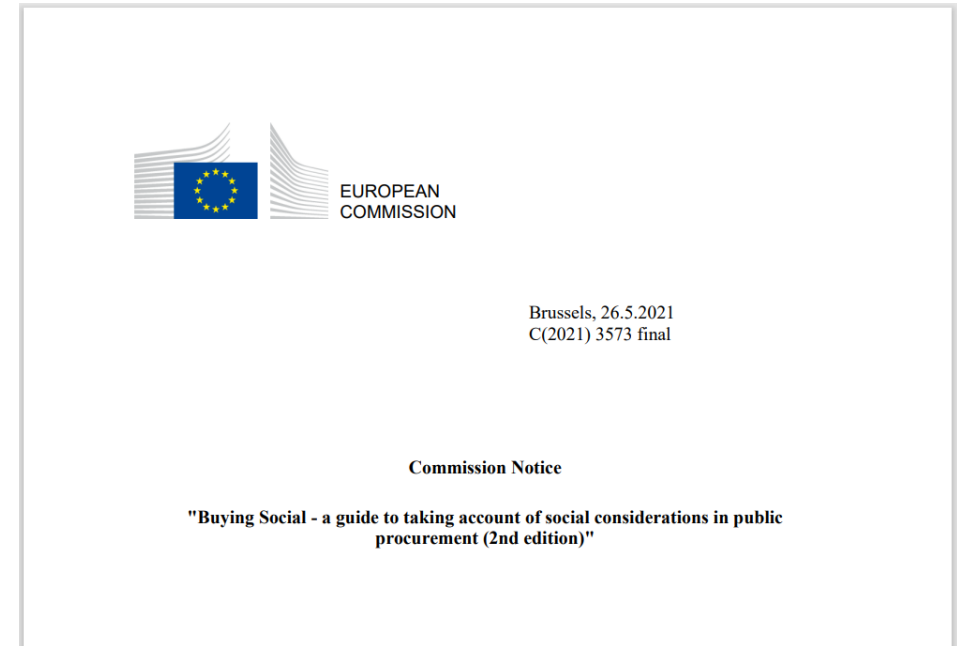 EUROPEAN
COMMISSION
Brussels, 26.5.2021
C(2021) 3573 final
Commission Notice
"Buying Social - a guide to taking account of social considerations in public
procurement (2nd edition)"